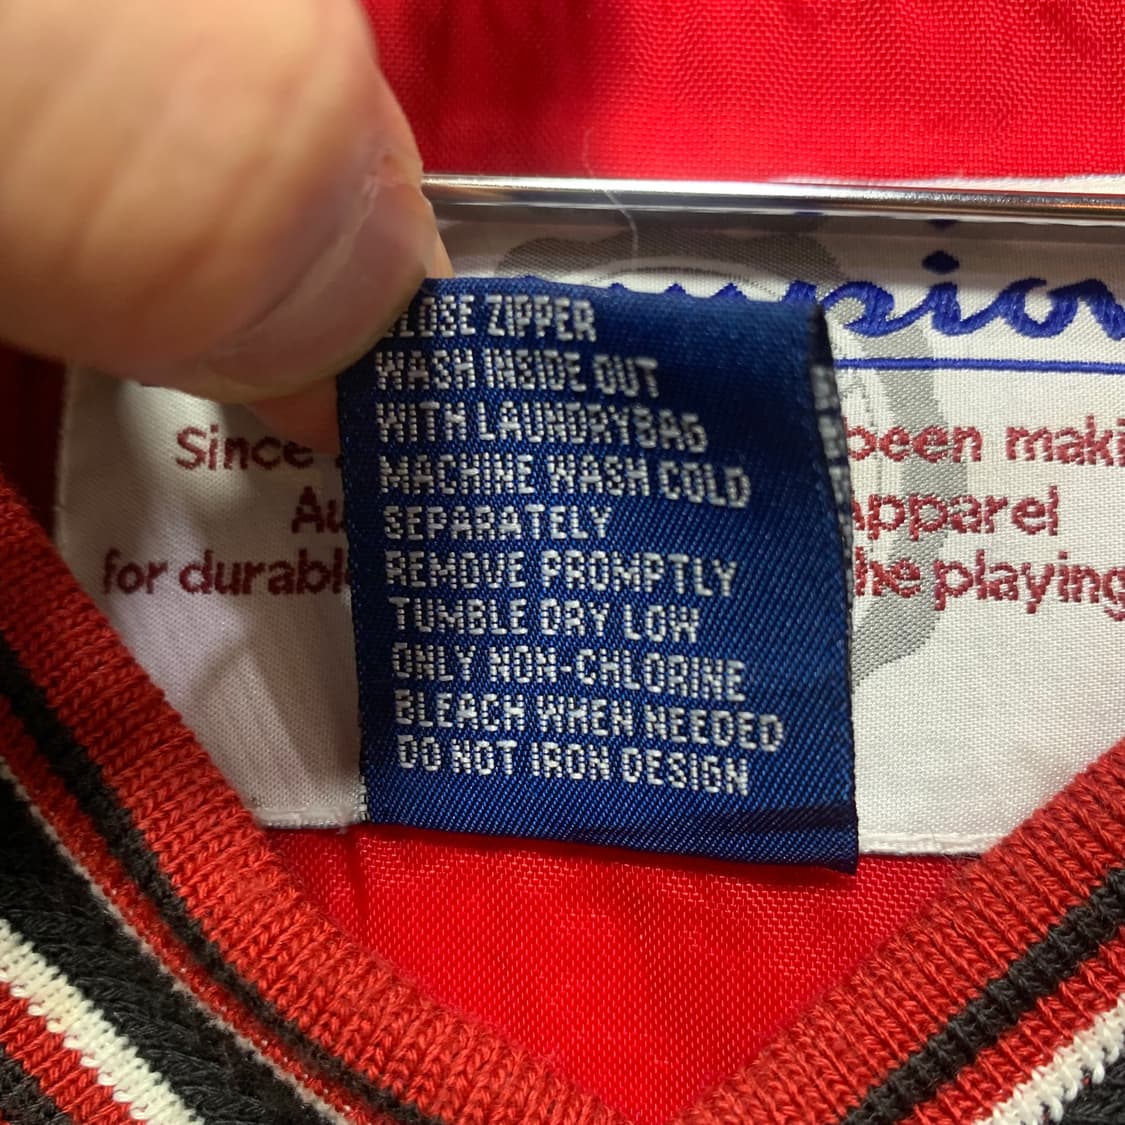 CLOSE ZIPPER
WASH INSIDE OUT
WITH LAUNDRYBAG
MACHINE WASH COLD
SEPARATELY
REMOVE PROMPTLY
TUMBLE DRY LOW
ONLY NON-CHLORINE
BLEACH WHEN NEEDED
DO NOT IRON DESIGN
Since been maki
Au apparel
for durabl he playing